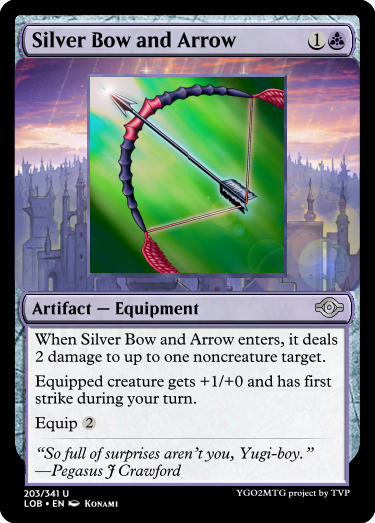 Silver Bow and Arrow 1
Artifact — Equipment
When Silver Bow and Arrow enters, it deals
2 damage to up to one noncreature target.
Equipped creature gets +1/+0 and has first
strike during your turn.
Equip 2
“So full of surprises aren't you, Yugi-boy.”
—Pegasus J Crawford
203/341 U
LOB • EN Konami YGO2MTG project by TVP